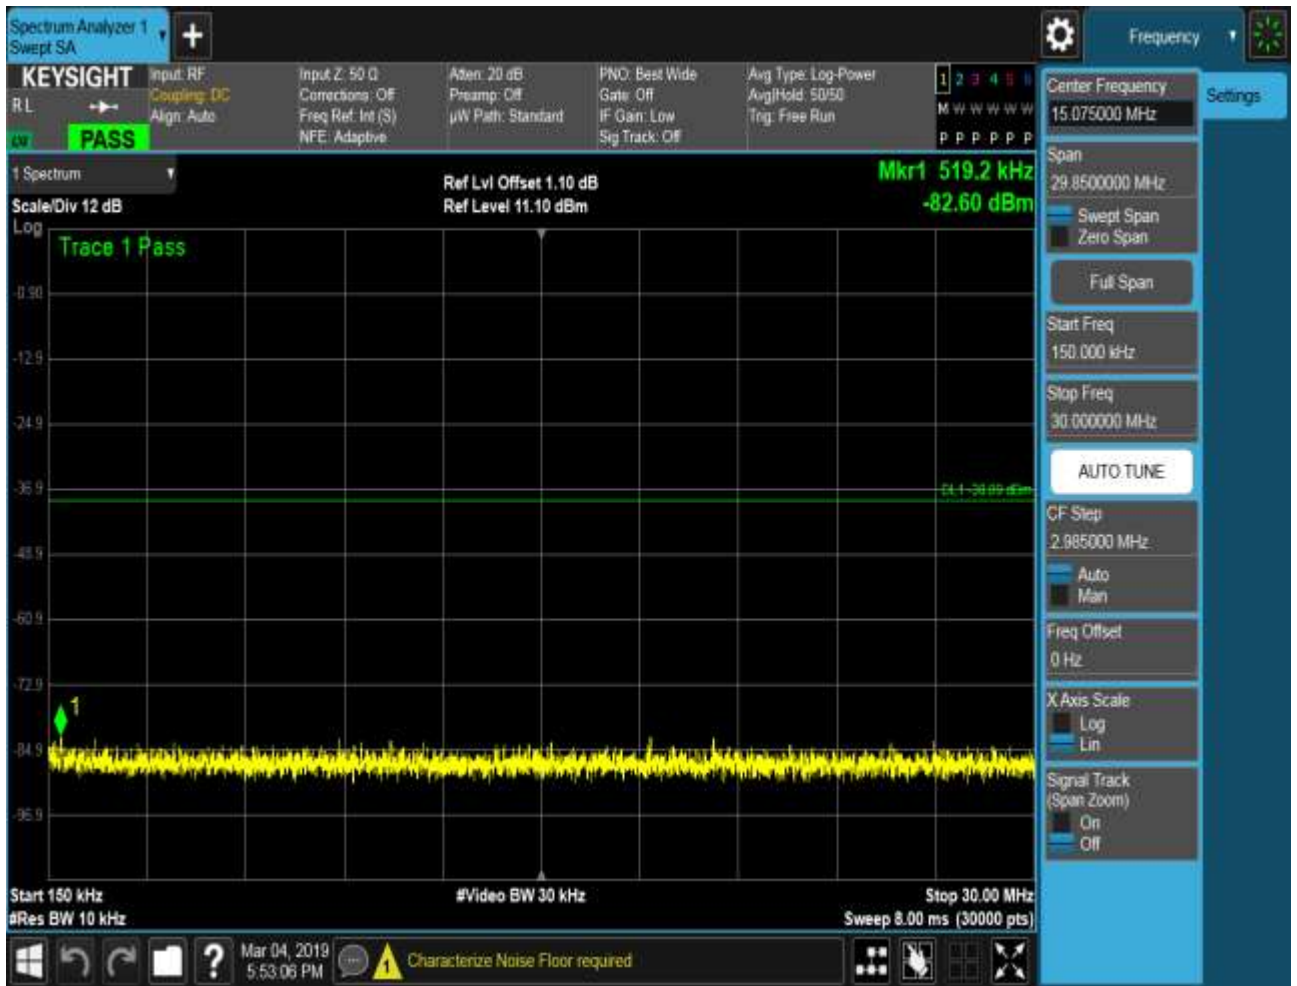 Spectrum Analyzer 1
Swept SA
+
Frequency
KEYSIGHT
R L
PASS
Input: RF
Coupling: DC
Align: Auto
Input Z: 50 Ω
Corrections: Off
Freq Ref: Int (S)
NFE: Adaptive
Atten: 20 dB
Preamp: Off
µW Path: Standard
PNO: Best Wide
Gate: Off
IF Gain: Low
Sig Track: Off
Avg Type: Log-Power
Avg|Hold: 50/50
Trig: Free Run
1 2 3 4 5 6
M W W W W W
P P P P P P
1 Spectrum
Scale/Div 12 dB
Log
Ref Lvl Offset 1.10 dB
Ref Level 11.10 dBm
Mkr1 519.2 kHz
-82.60 dBm
Trace 1 Pass
-0.90
-12.9
-24.9
-36.9
-48.9
-60.9
-72.9
-84.9
-96.9
1
Start 150 kHz
#Res BW 10 kHz
#Video BW 30 kHz
Stop 30.00 MHz
Sweep 8.00 ms (30000 pts)
Center Frequency
15.075000 MHz
Settings
Span
29.8500000 MHz
Swept Span
Zero Span
Full Span
Start Freq
150.000 kHz
Stop Freq
30.000000 MHz
AUTO TUNE
CF Step
2.985000 MHz
Auto
Man
Freq Offset
0 Hz
X Axis Scale
Log
Lin
Signal Track
(Span Zoom)
On
Off
?
Mar 04, 2019
5:53:06 PM
1
Characterize Noise Floor required